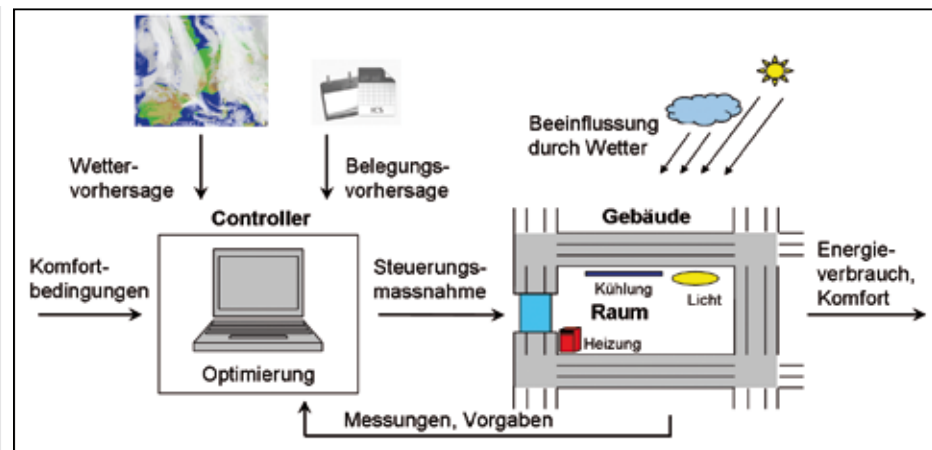 ICS
Wetter-
vorhersage
Belegungs-
vorhersage
Beeinflussung
durch Wetter
Controller
Gebäude
Komfort-
bedingungen
Optimierung
Steuerungs-
massnahme
Kühlung
Licht
Raum
Heizung
Energie-
verbrauch,
Komfort
Messungen, Vorgaben